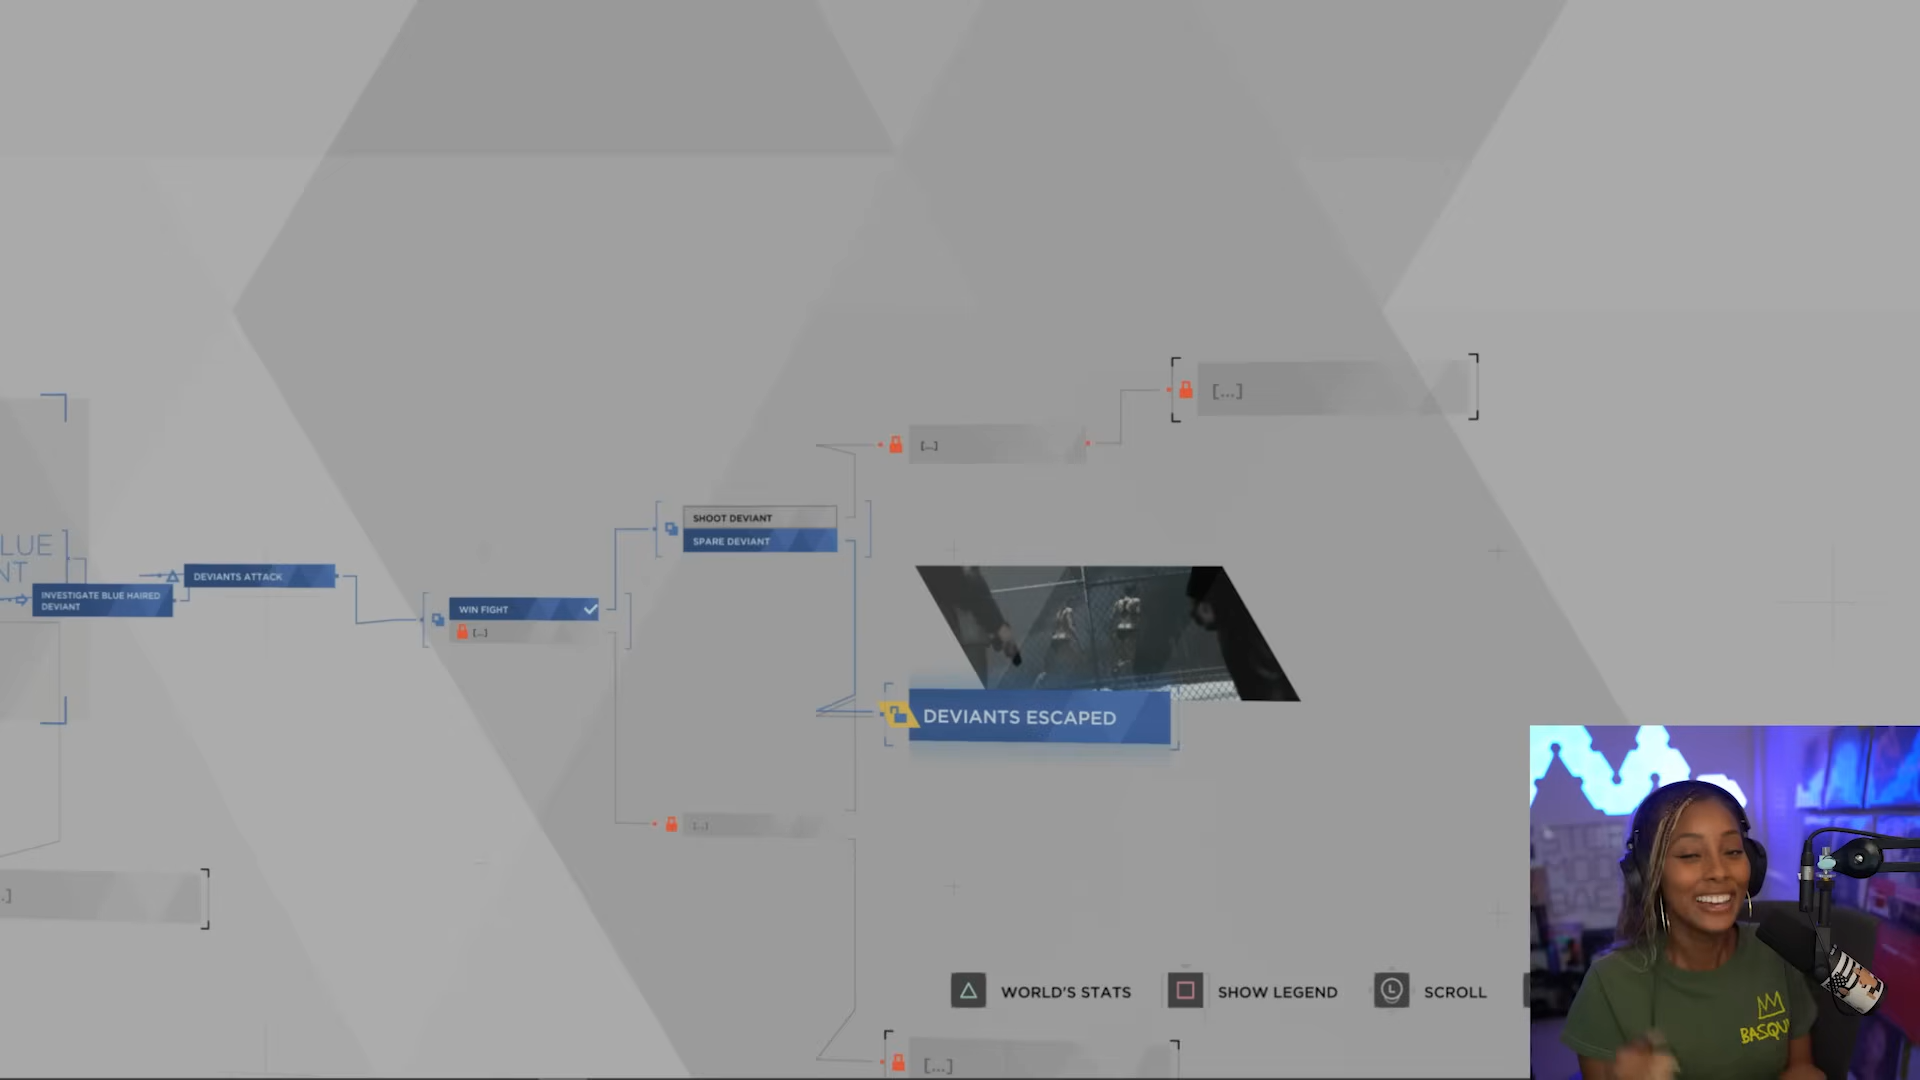 [...]
[...]
SHOOT DEVIANT
SPARE DEVIANT
LUE
NT
DEVIANTS ATTACK
INVESTIGATE BLUE HAIRED
DEVIANT
WIN FIGHT
[...]
DEVIANTS ESCAPED
[...]
.]
WORLD'S STATS
SHOW LEGEND
L
SCROLL
[...]
BASQU